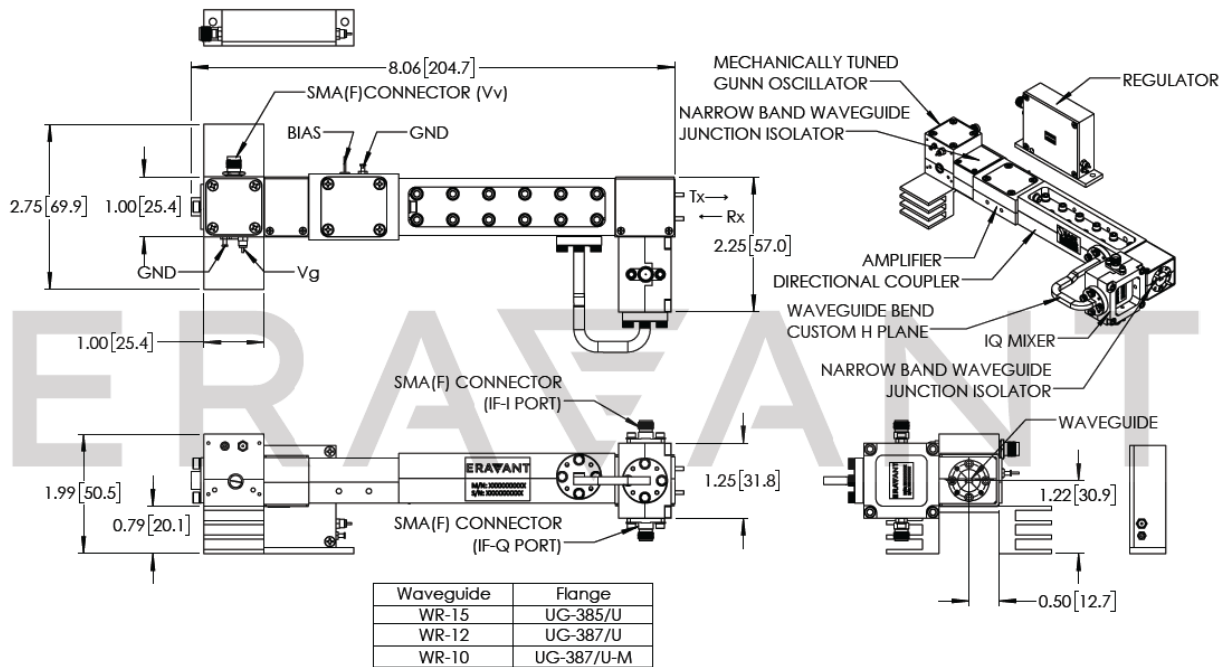 8.06[204.7]
SMA(F)CONNECTOR (Vv)
BIAS
GND
2.75[69.9]
1.00[25.4]
Tx
Rx
2.25[57.0]
GND
Vg
1.00[25.4]
MECHANICALLY TUNED
GUNN OSCILLATOR
REGULATOR
NARROW BAND WAVEGUIDE
JUNCTION ISOLATOR
AMPLIFIER
DIRECTIONAL COUPLER
WAVEGUIDE BEND
CUSTOM H PLANE
IQ MIXER
NARROW BAND WAVEGUIDE
JUNCTION ISOLATOR
ERAVANT
SMA(F) CONNECTOR
(IF-I PORT)
WAVEGUIDE
1.99[50.5]
0.79[20.1]
ERAVANT
M/N: XXXXXXXXXX
S/N: XXXXXXXXXX
1.25[31.8]
SMA(F) CONNECTOR
(IF-Q PORT)
ERAVANT
1.22[30.9]
0.50[12.7]
Waveguide Flange
WR-15 UG-385/U
WR-12 UG-387/U
WR-10 UG-387/U-M